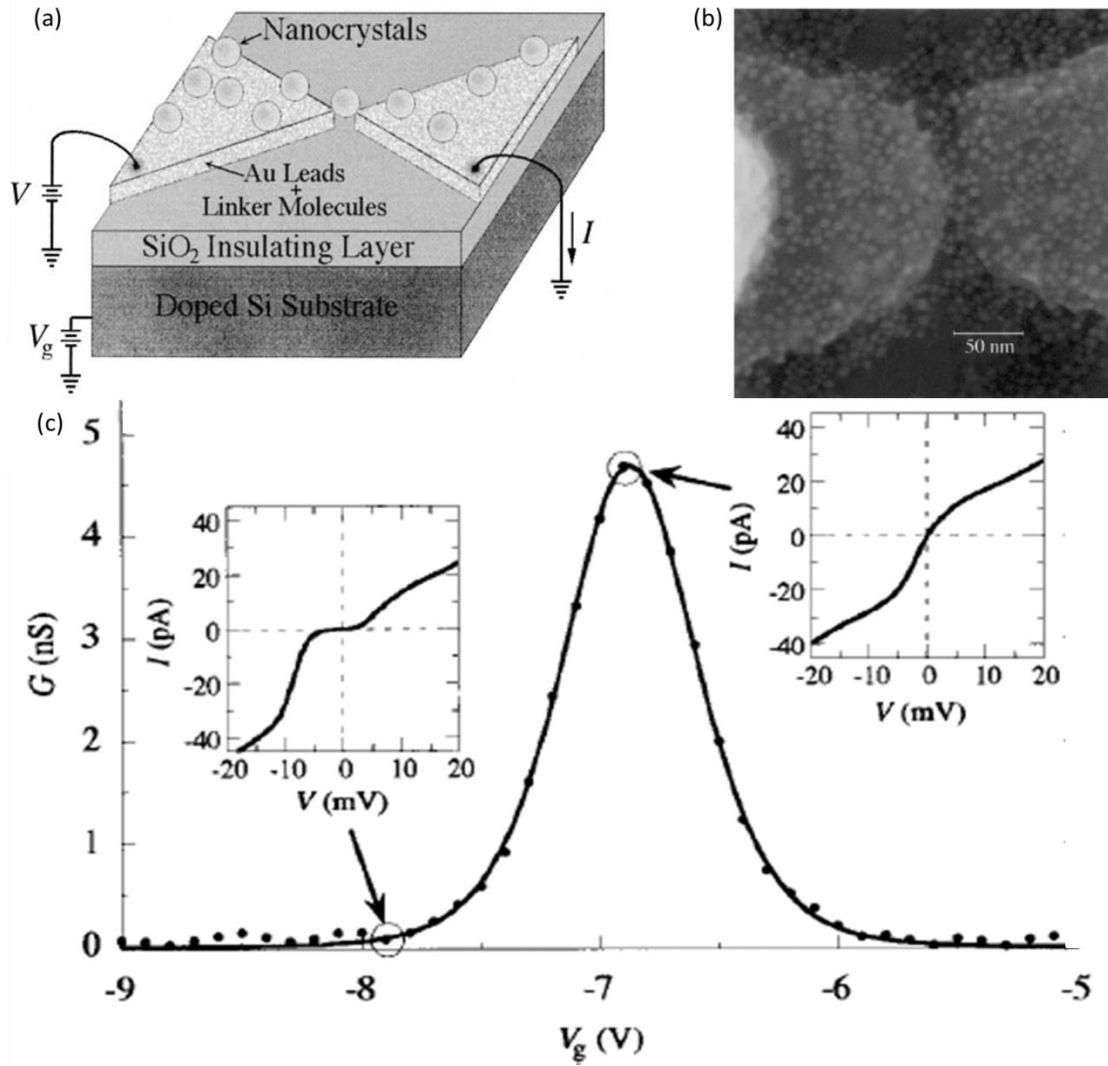 (a)
Nanocrystals
V
Au Leads
+
Linker Molecules
I
SiO2 Insulating Layer
Doped Si Substrate
Vg
(b)
50 nm
(c)
5
4
3
2
1
0
G (nS)
-9
-8
-7
-6
-5
Vg (V)
40
20
0
-20
-40
I (pA)
-20
-10
0
10
20
V (mV)
40
20
0
-20
-40
I (pA)
-20
-10
0
10
20
V (mV)